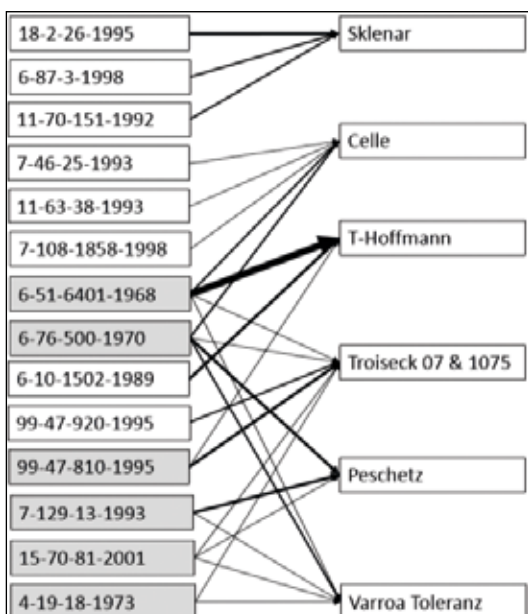 18-2-26-1995
6-87-3-1998
11-70-151-1992
7-46-25-1993
11-63-38-1993
7-108-1858-1998
6-51-6401-1968
6-76-500-1970
6-10-1502-1989
99-47-920-1995
99-47-810-1995
7-129-13-1993
15-70-81-2001
4-19-18-1973
Sklenar
Celle
T-Hoffmann
Troiseck 07 & 1075
Peschetz
Varroa Toleranz